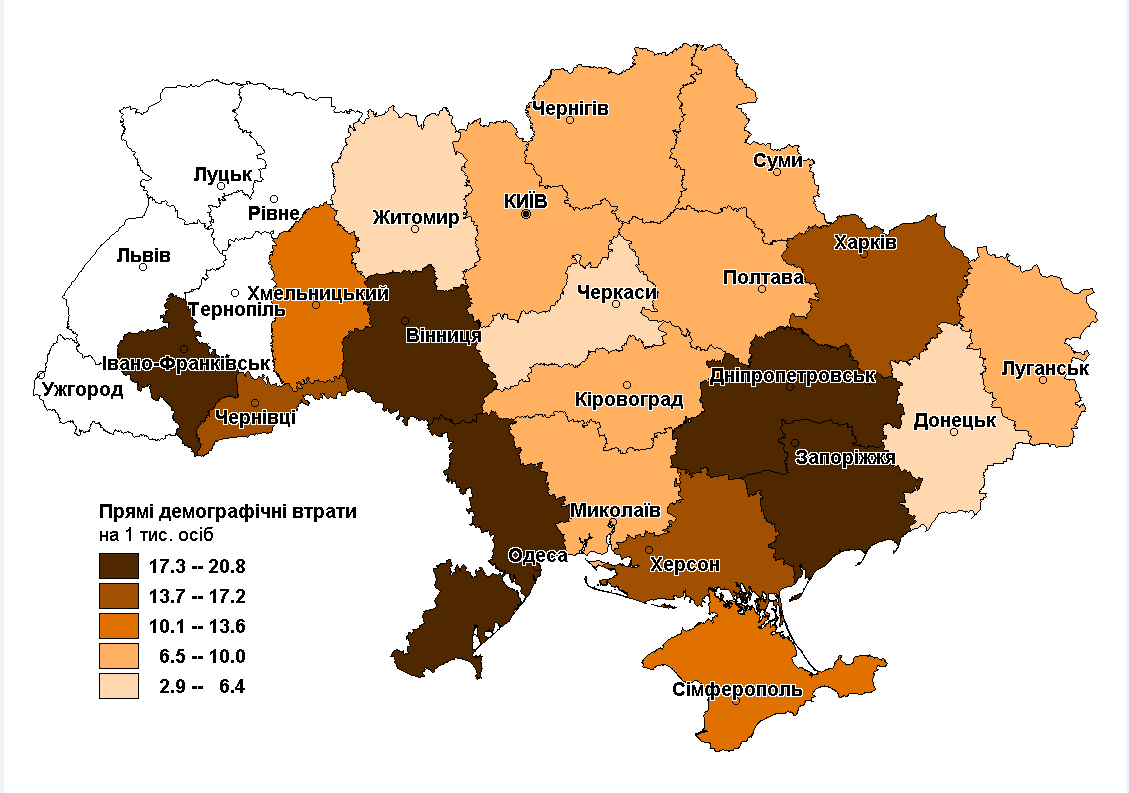 Чернігів
Суми
Луцьк
КИЇВ
Рівне
Житомир
Харків
Львів
Полтава
Хмельницький
Черкаси
Тернопіль
Вінниця
Івано-Франківськ
Луганськ
Дніпропетровськ
Ужгород
Кіровоград
Чернівці
Донецьк
Запоріжжя
Миколаїв
Одеса
Херсон
Сімферополь
Прямі демографічні втрати
на 1 тис. осіб
17.3 -- 20.8
13.7 -- 17.2
10.1 -- 13.6
6.5 -- 10.0
2.9 -- 6.4